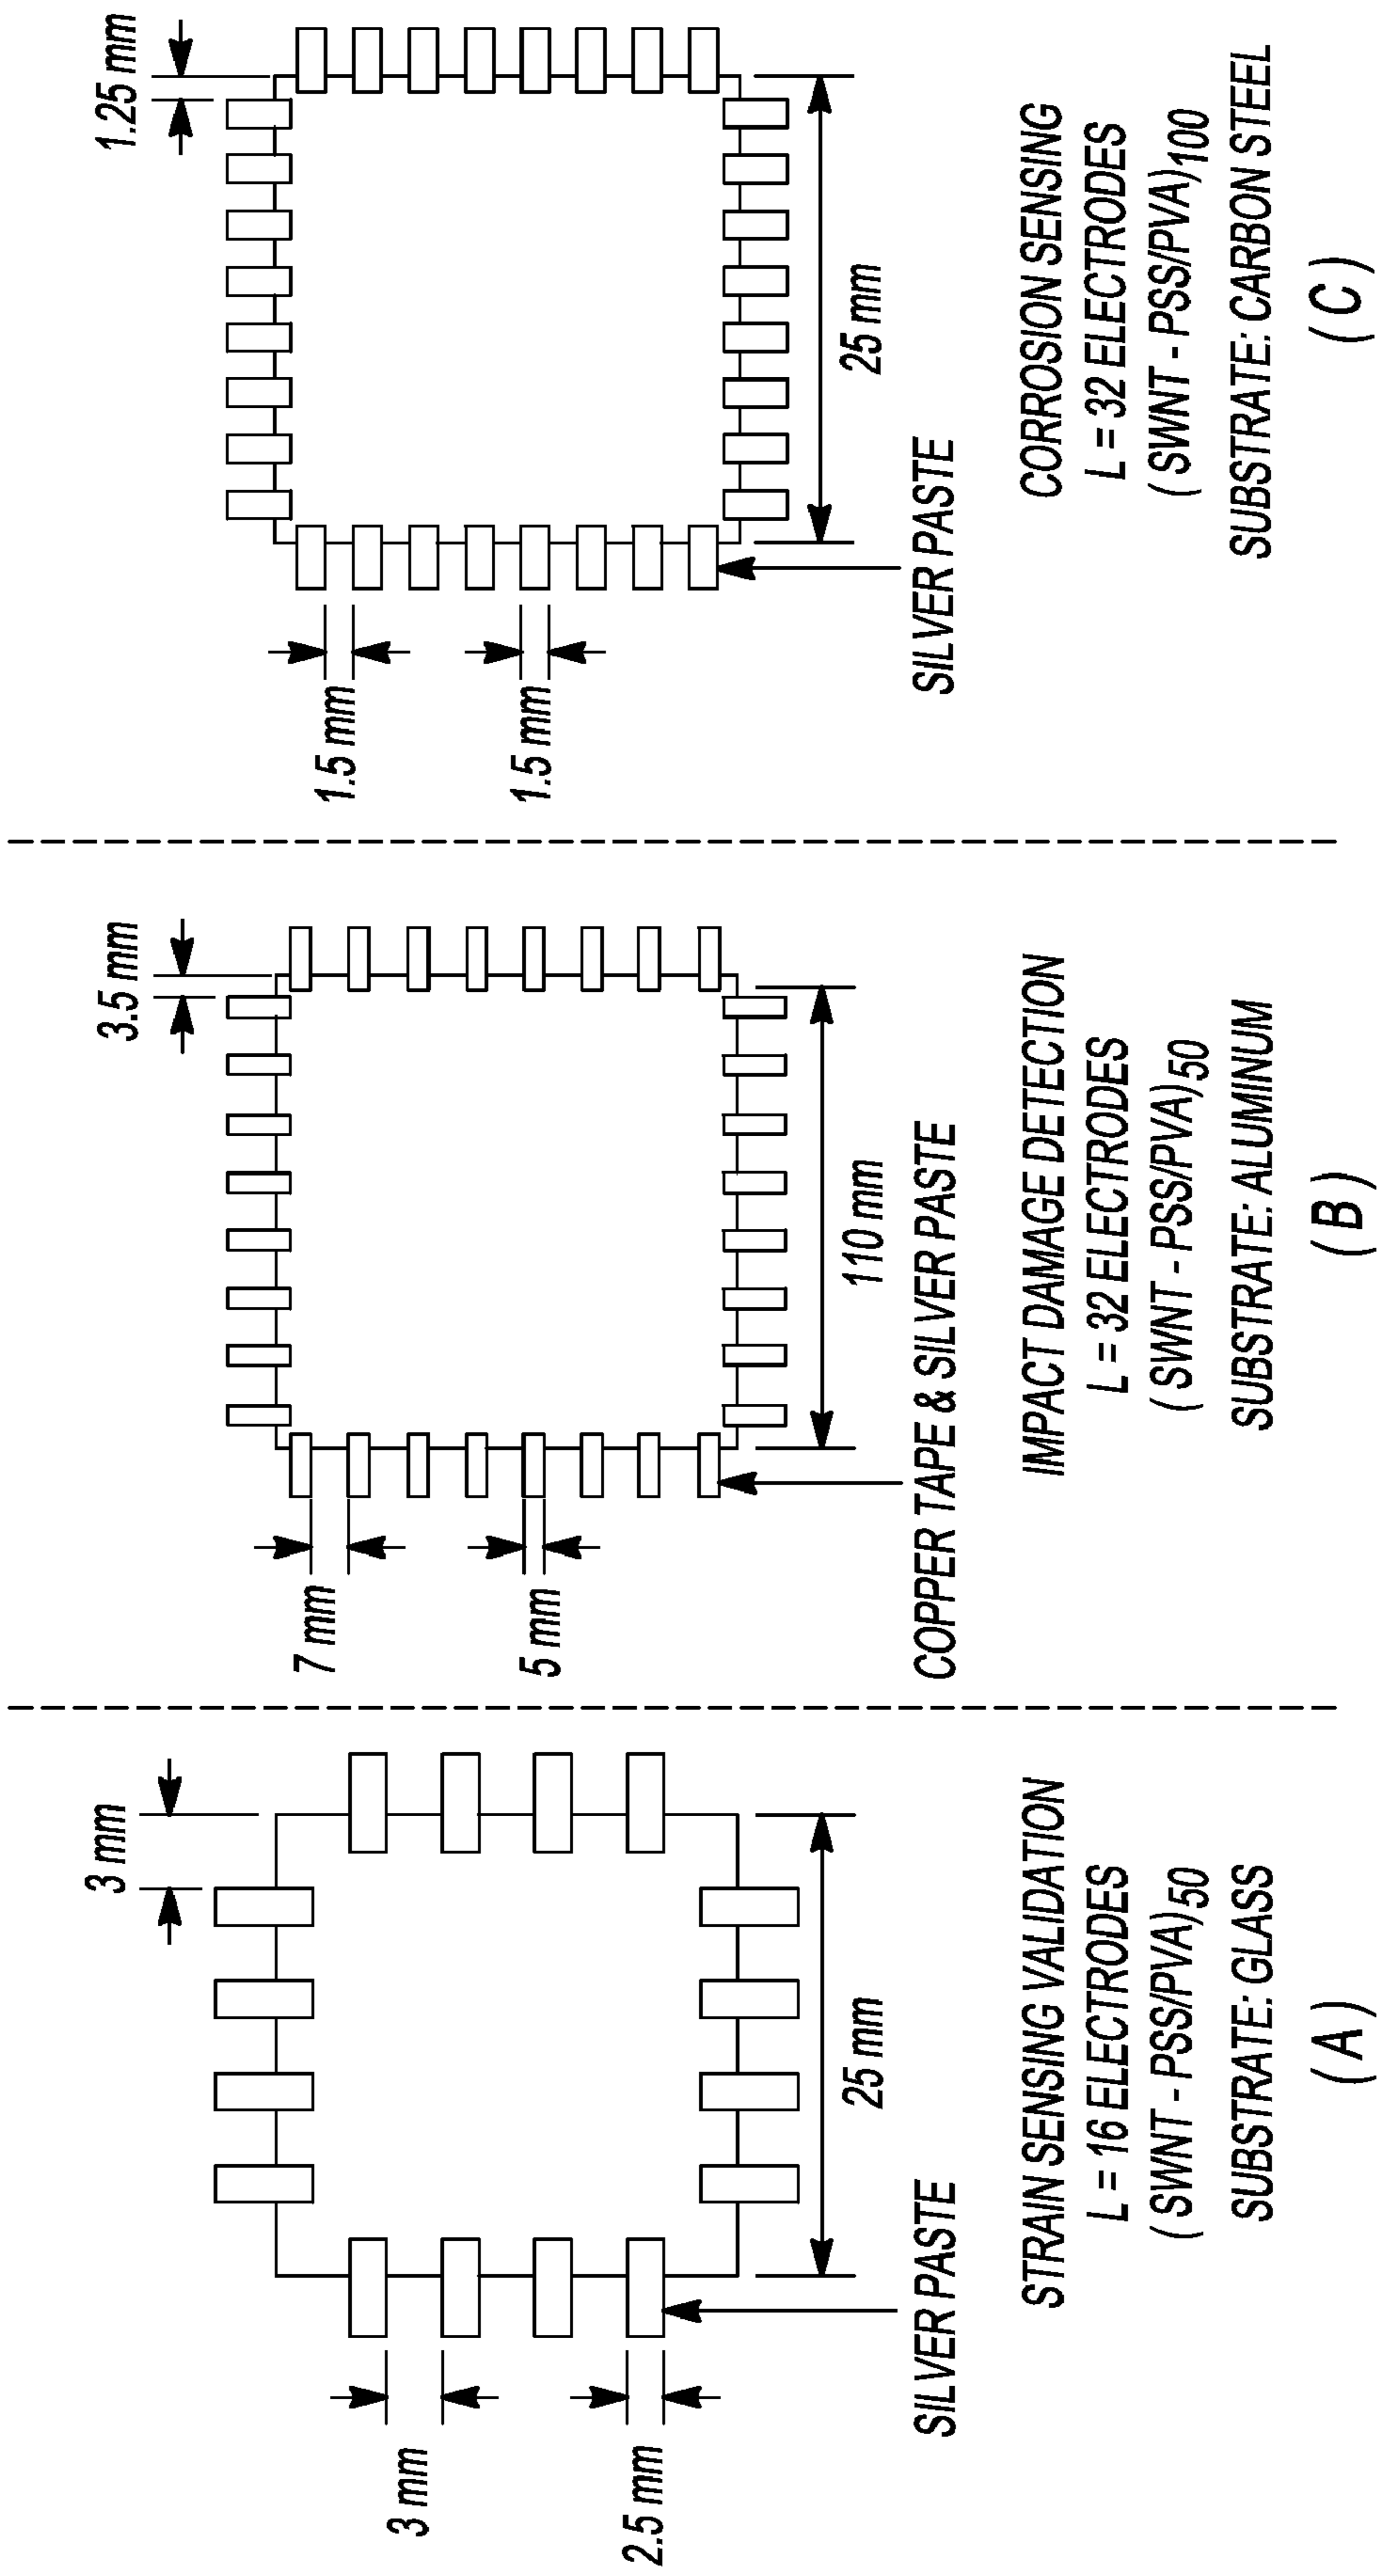 3 mm
3 mm
2.5 mm
25 mm
SILVER PASTE
STRAIN SENSING VALIDATION
L = 16 ELECTRODES
( SWNT - PSS/PVA)50
SUBSTRATE: GLASS
( A )
3.5 mm
7 mm
5 mm
110 mm
COPPER TAPE & SILVER PASTE
IMPACT DAMAGE DETECTION
L = 32 ELECTRODES
( SWNT - PSS/PVA)50
SUBSTRATE: ALUMINUM
( B )
1.25 mm
1.5 mm
1.5 mm
25 mm
SILVER PASTE
CORROSION SENSING
L = 32 ELECTRODES
( SWNT - PSS/PVA)100
SUBSTRATE: CARBON STEEL
( C )